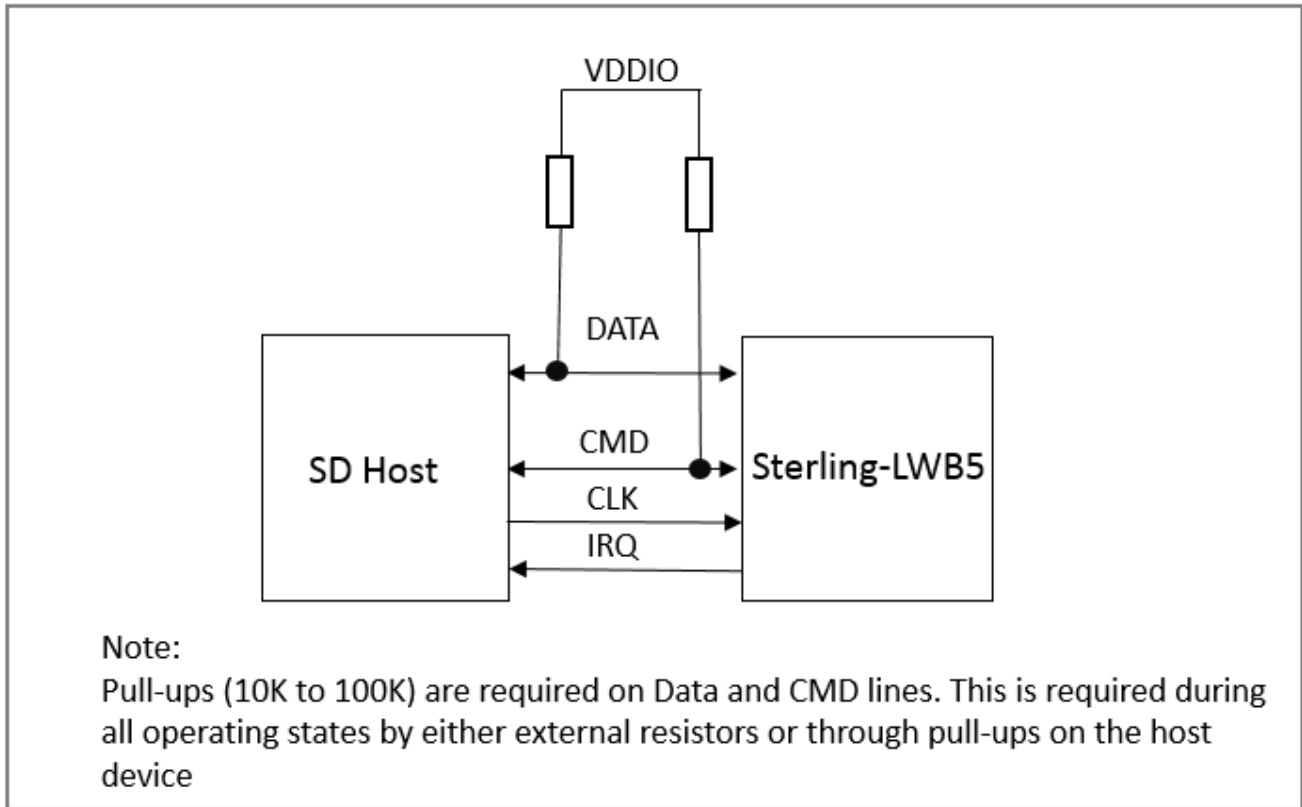 VDDIO
DATA
CMD
SD Host
Sterling-LWB5
CLK
IRQ
Note:
Pull-ups (10K to 100K) are required on Data and CMD lines. This is required during
all operating states by either external resistors or through pull-ups on the host
device